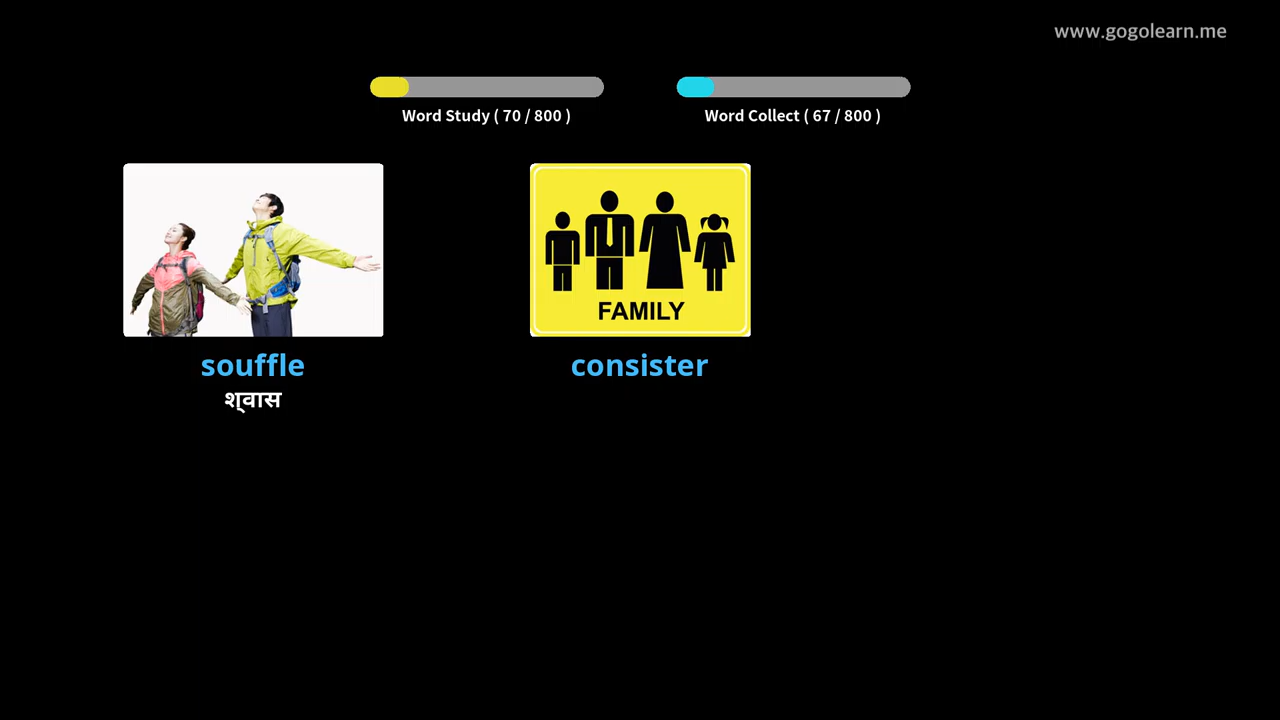 www.gogolearn.me
Word Study ( 70 / 800 )
Word Collect ( 67 / 800 )
FAMILY
souffle
consister
श्वास